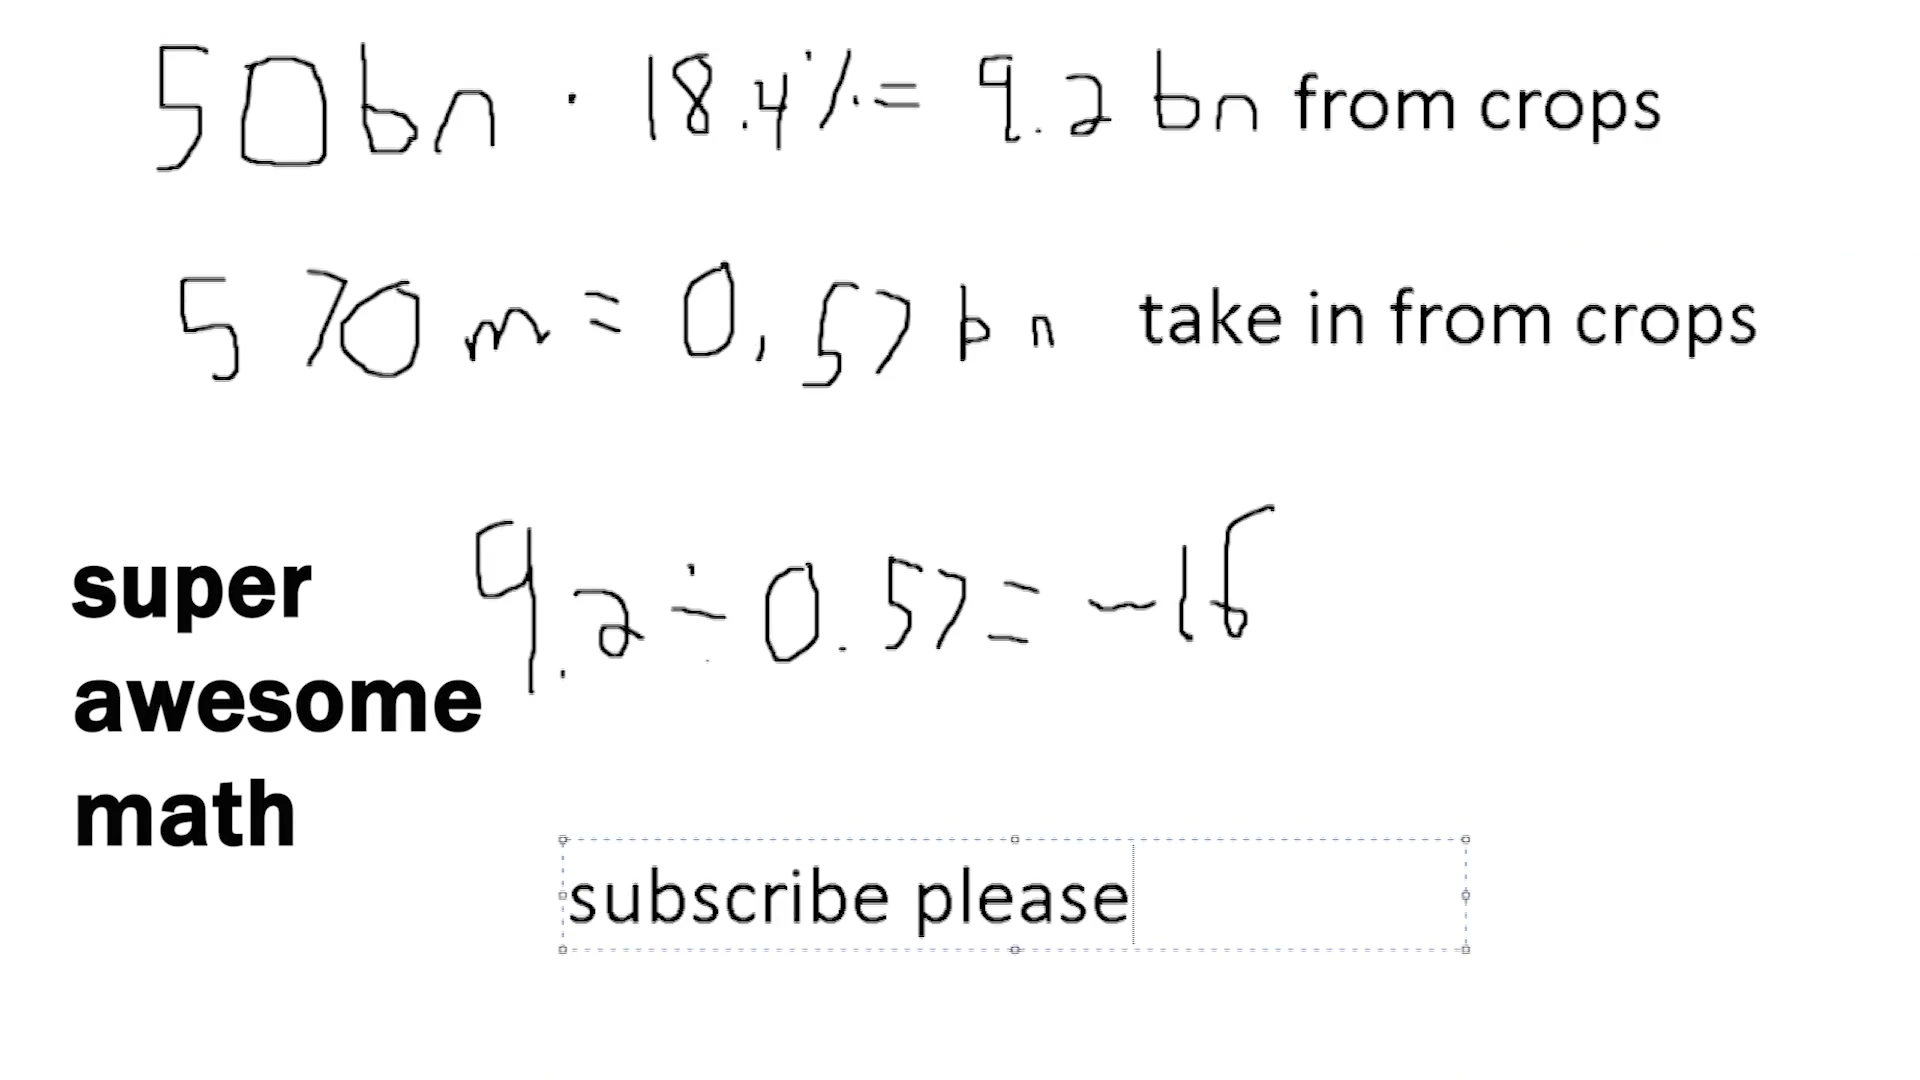 50bn · 18.4%= 9.2 bn from crops
570 m = 0,57 bn take in from crops
9.2 ÷ 0.57 = ~16
super
awesome
math
subscribe please